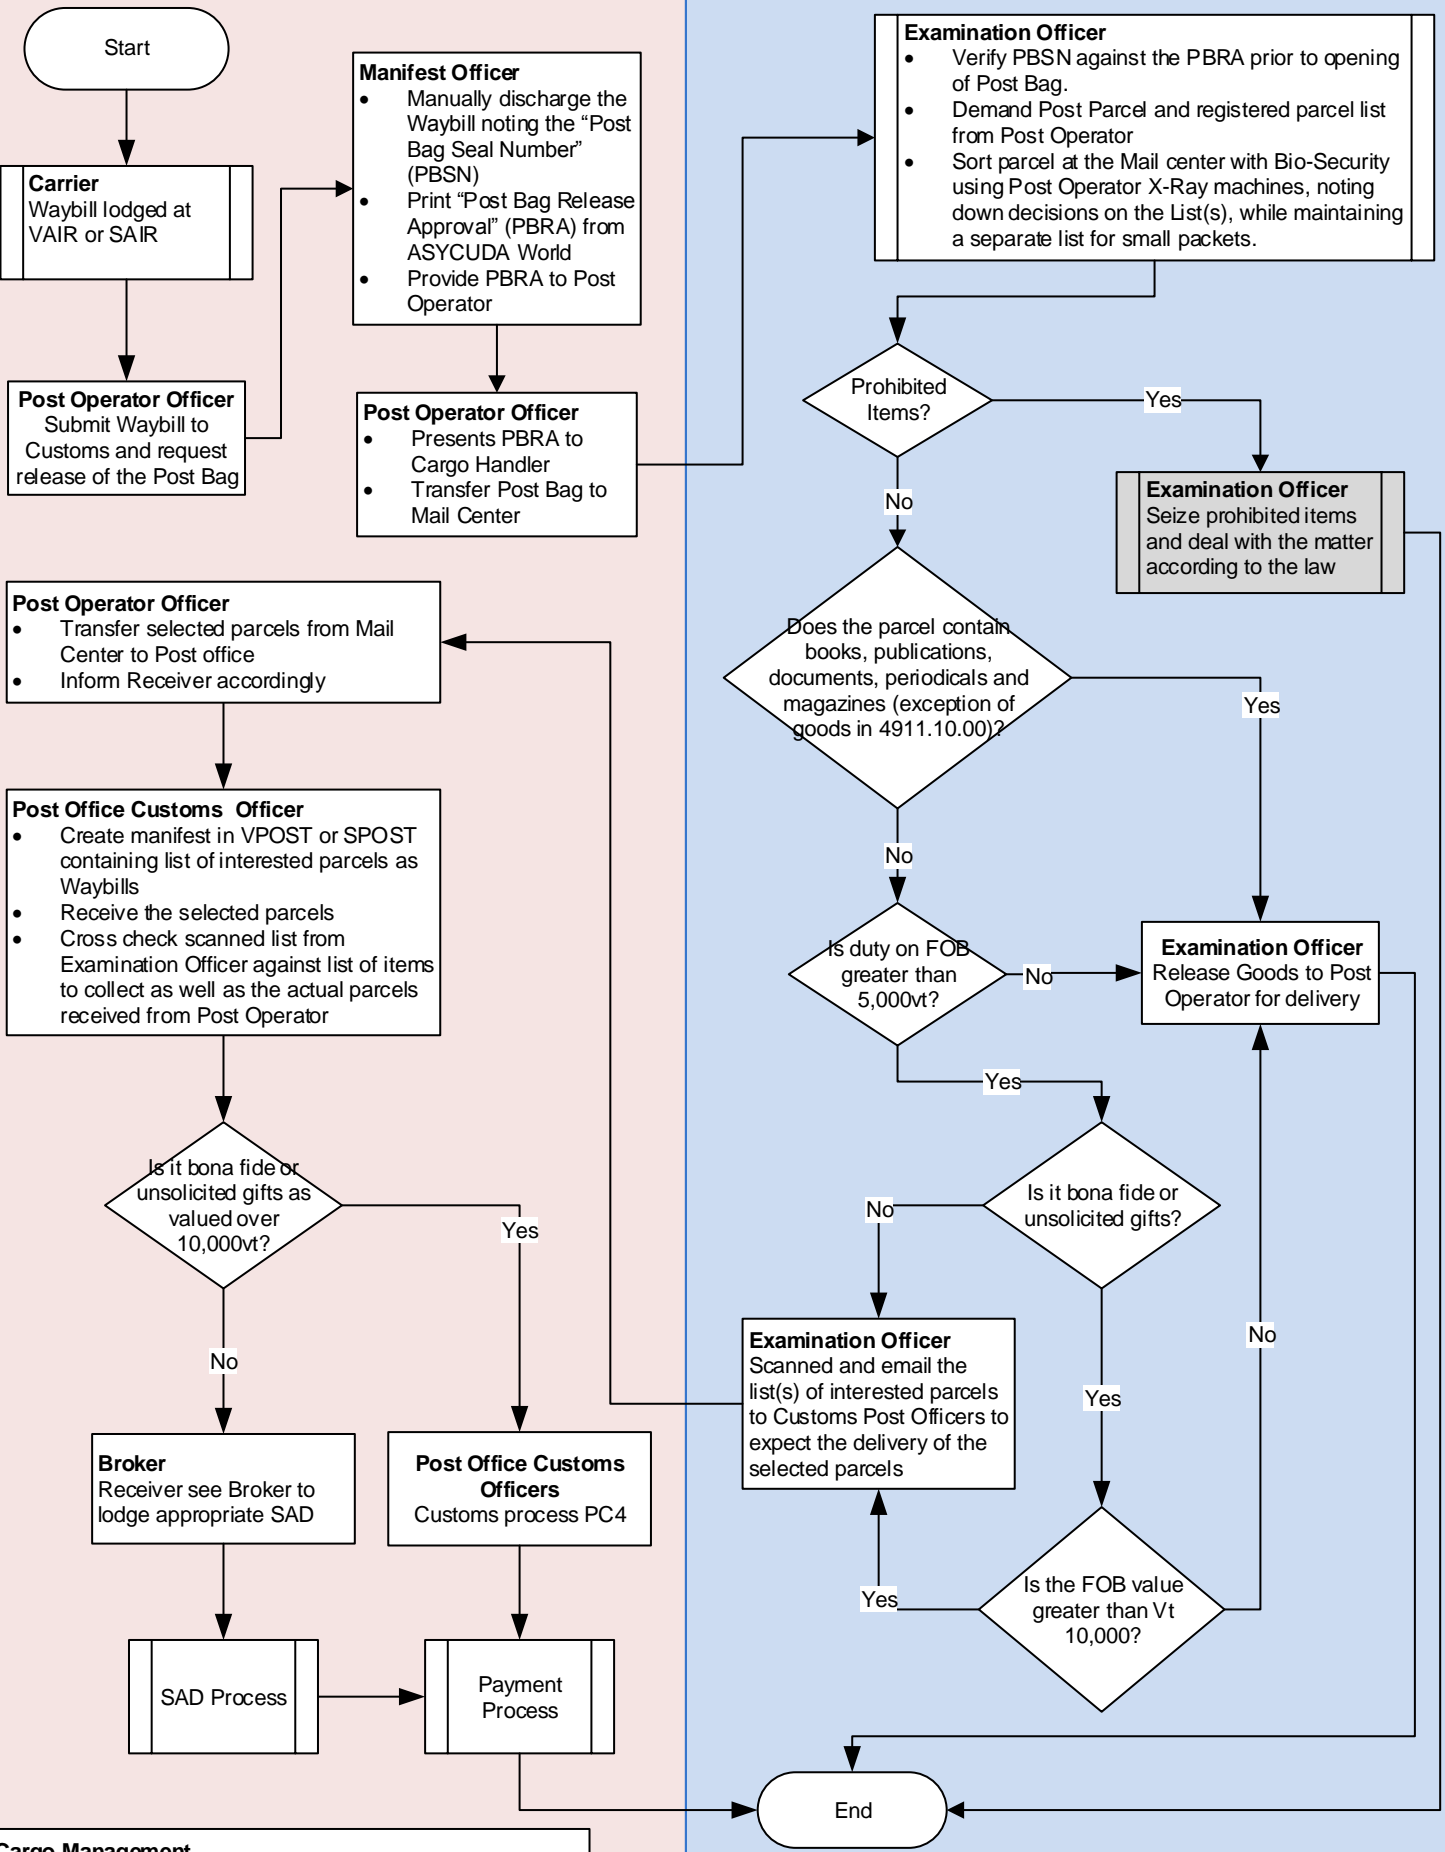 Start
Carrier
Waybill lodged at
VAIR or SAIR
Post Operator Officer
Submit Waybill to
Customs and request
release of the Post Bag
Manifest Officer
• Manually discharge the
Waybill noting the “Post
Bag Seal Number”
(PBSN)
• Print “Post Bag Release
Approval” (PBRA) from
ASYCUDA World
• Provide PBRA to Post
Operator
Post Operator Officer
• Presents PBRA to
Cargo Handler
• Transfer Post Bag to
Mail Center
Examination Officer
• Verify PBSN against the PBRA prior to opening
of Post Bag.
• Demand Post Parcel and registered parcel list
from Post Operator
• Sort parcel at the Mail center with Bio-Security
using Post Operator X-Ray machines, noting
down decisions on the List(s), while maintaining
a separate list for small packets.
Prohibited
Items?
Yes
No
Examination Officer
Seize prohibited items
and deal with the matter
according to the law
Does the parcel contain
books, publications,
documents, periodicals and
magazines (exception of
goods in 4911.10.00)?
Yes
No
Is duty on FOB
greater than
5,000vt?
No
Yes
Examination Officer
Release Goods to Post
Operator for delivery
Is it bona fide or
unsolicited gifts?
No
Yes
No
Examination Officer
Scanned and email the
list(s) of interested parcels
to Customs Post Officers to
expect the delivery of the
selected parcels
Is the FOB value
greater than Vt
10,000?
Yes
Post Operator Officer
• Transfer selected parcels from Mail
Center to Post office
• Inform Receiver accordingly
Post Office Customs Officer
• Create manifest in VPOST or SPOST
containing list of interested parcels as
Waybills
• Receive the selected parcels
• Cross check scanned list from
Examination Officer against list of items
to collect as well as the actual parcels
received from Post Operator
Is it bona fide or
unsolicited gifts as
valued over
10,000vt?
Yes
No
Broker
Receiver see Broker to
lodge appropriate SAD
Post Office Customs
Officers
Customs process PC4
SAD Process
Payment
Process
End
Cargo Management